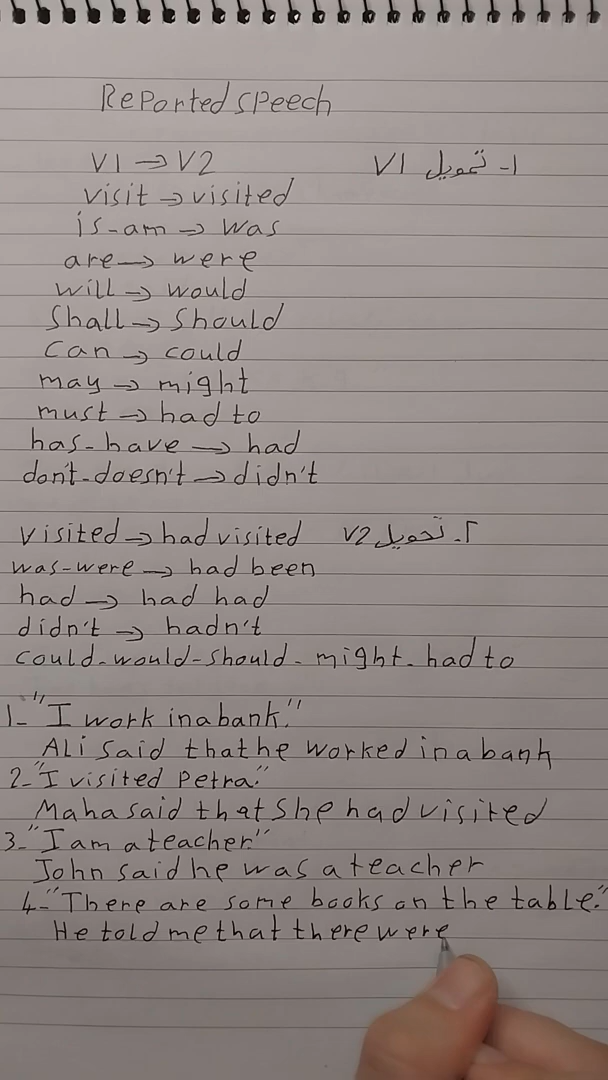 Reported speech
V1 → V2 1- تحويل V1
visit → visited
is-am → was
are → were
will → would
Shall → Should
can → could
may → might
must → had to
has-have → had
don't-doesn't → didn't
visited → had visited 2- تحويل V2
was-were → had been
had → had had
didn't → hadn't
could-would-should-might-had to
1- "I work in a bank."
Ali said that he worked in a bank
2- "I visited Petra."
Maha said that she had visited
3- "I am a teacher."
John said he was a teacher
4- "There are some books on the table."
He told me that there were